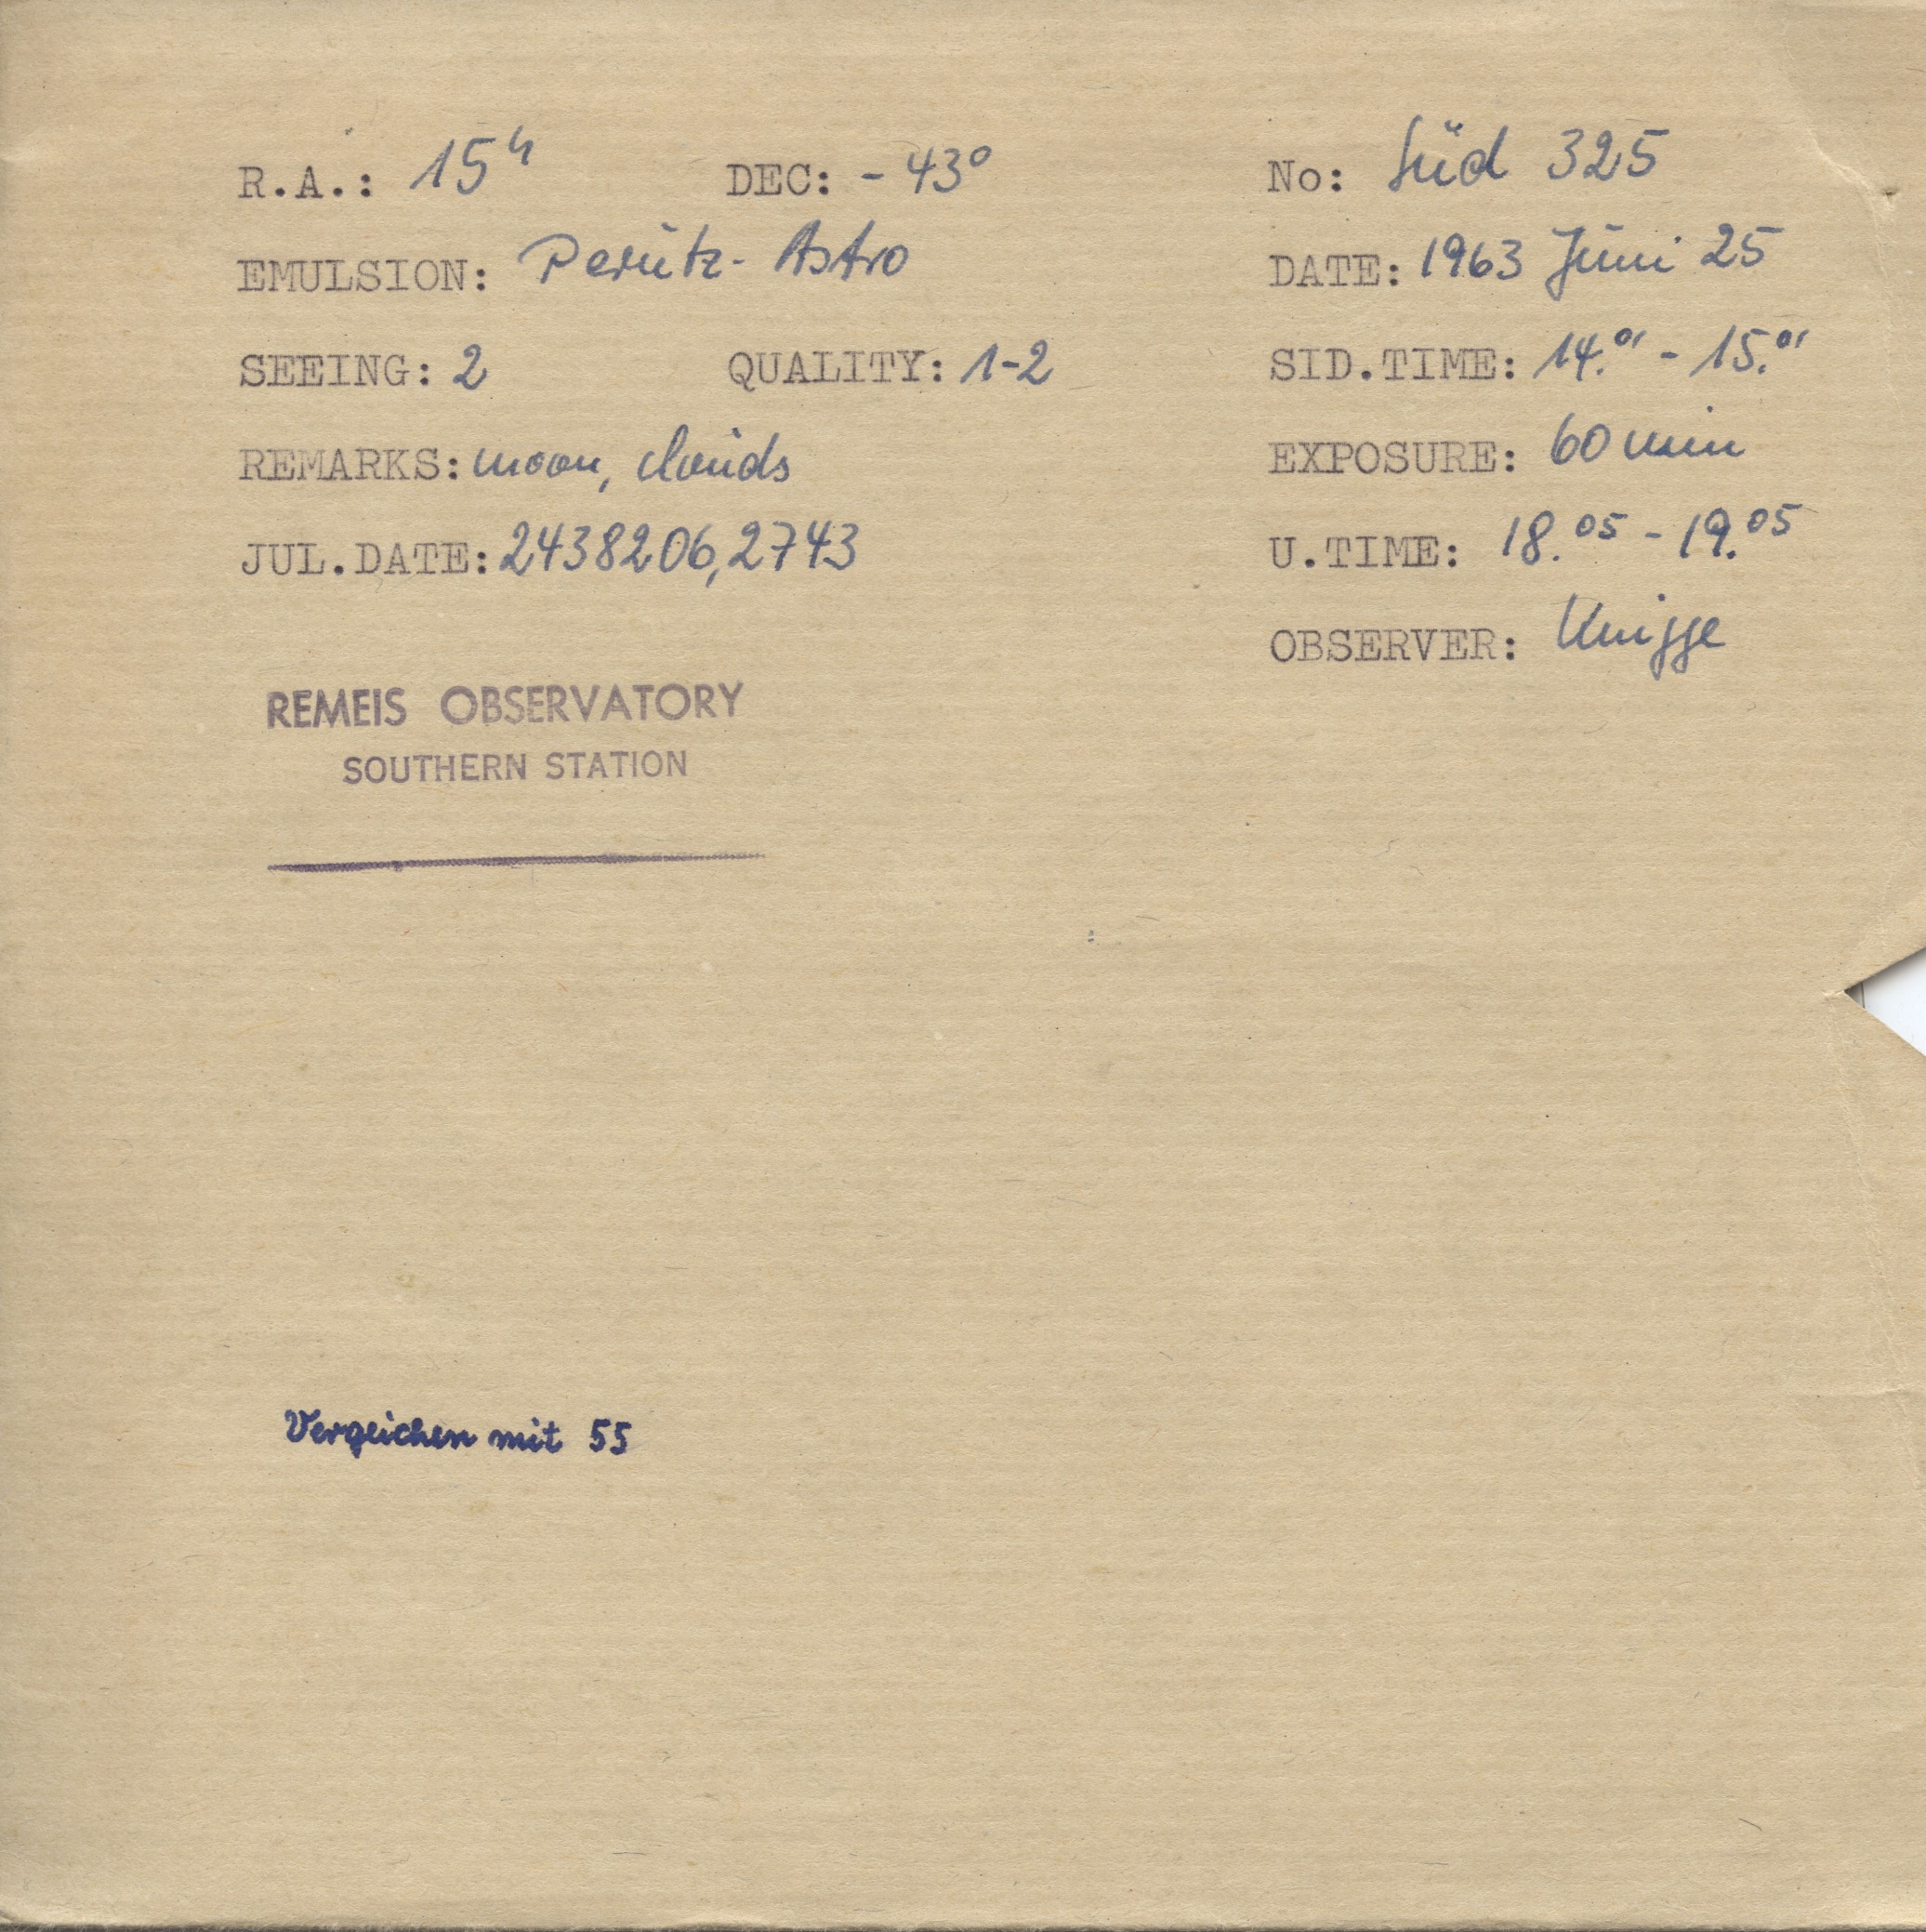 R.A.: 15ʰ DEC: -43° No: Süd 325
EMULSION: Perutz-Astro DATE: 1963 Juni 25
SEEING: 2 QUALITY: 1-2 SID.TIME: 14.⁰¹ - 15.⁰¹
REMARKS: moon, clouds EXPOSURE: 60 min
JUL.DATE: 2438206,2743 U.TIME: 18.⁰⁵ - 19.⁰⁵
OBSERVER: Knigge
REMEIS OBSERVATORY
SOUTHERN STATION
Vergeichen mit 55